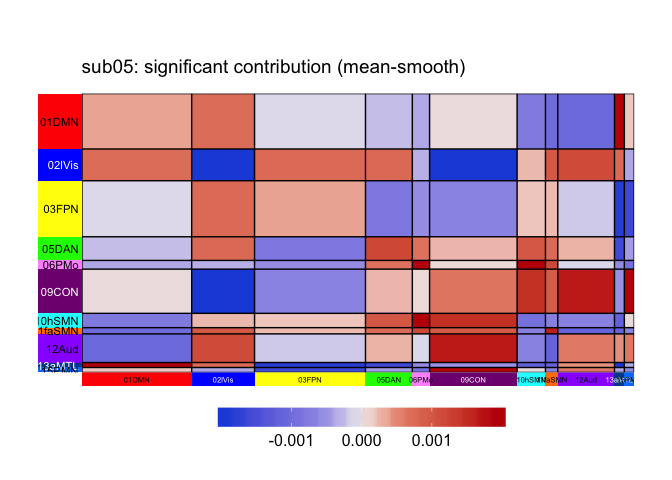 sub05: significant contribution (mean-smooth)
01DMN
02lVis
03FPN
05DAN
06PMo
09CON
10hSMN
12Aud
13aMTL
01DMN
02lVis
03FPN
05DAN
06PMo
09CON
10hSMN
12Aud
-0.001
0.000
0.001